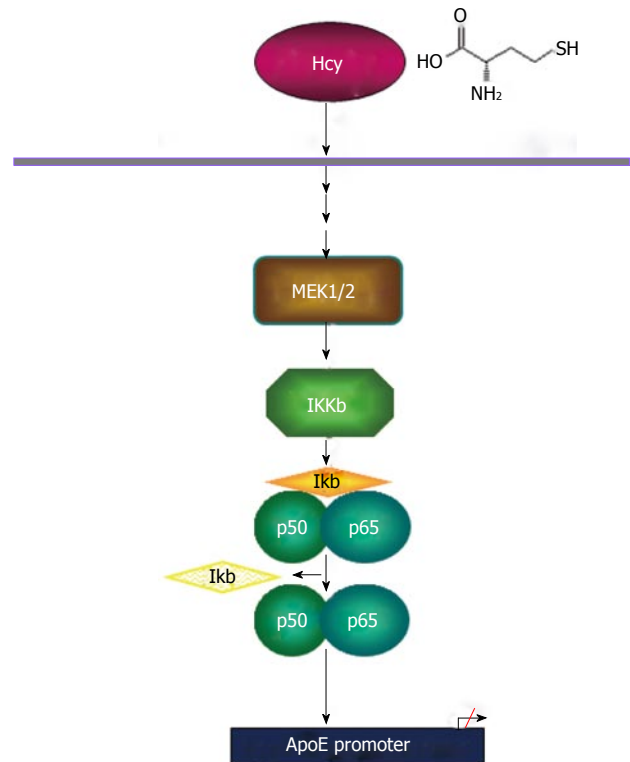 O
Hcy
HO
SH
NH₂
MEK1/2
IKKb
Ikb
p50 p65
Ikb
p50 p65
ApoE promoter